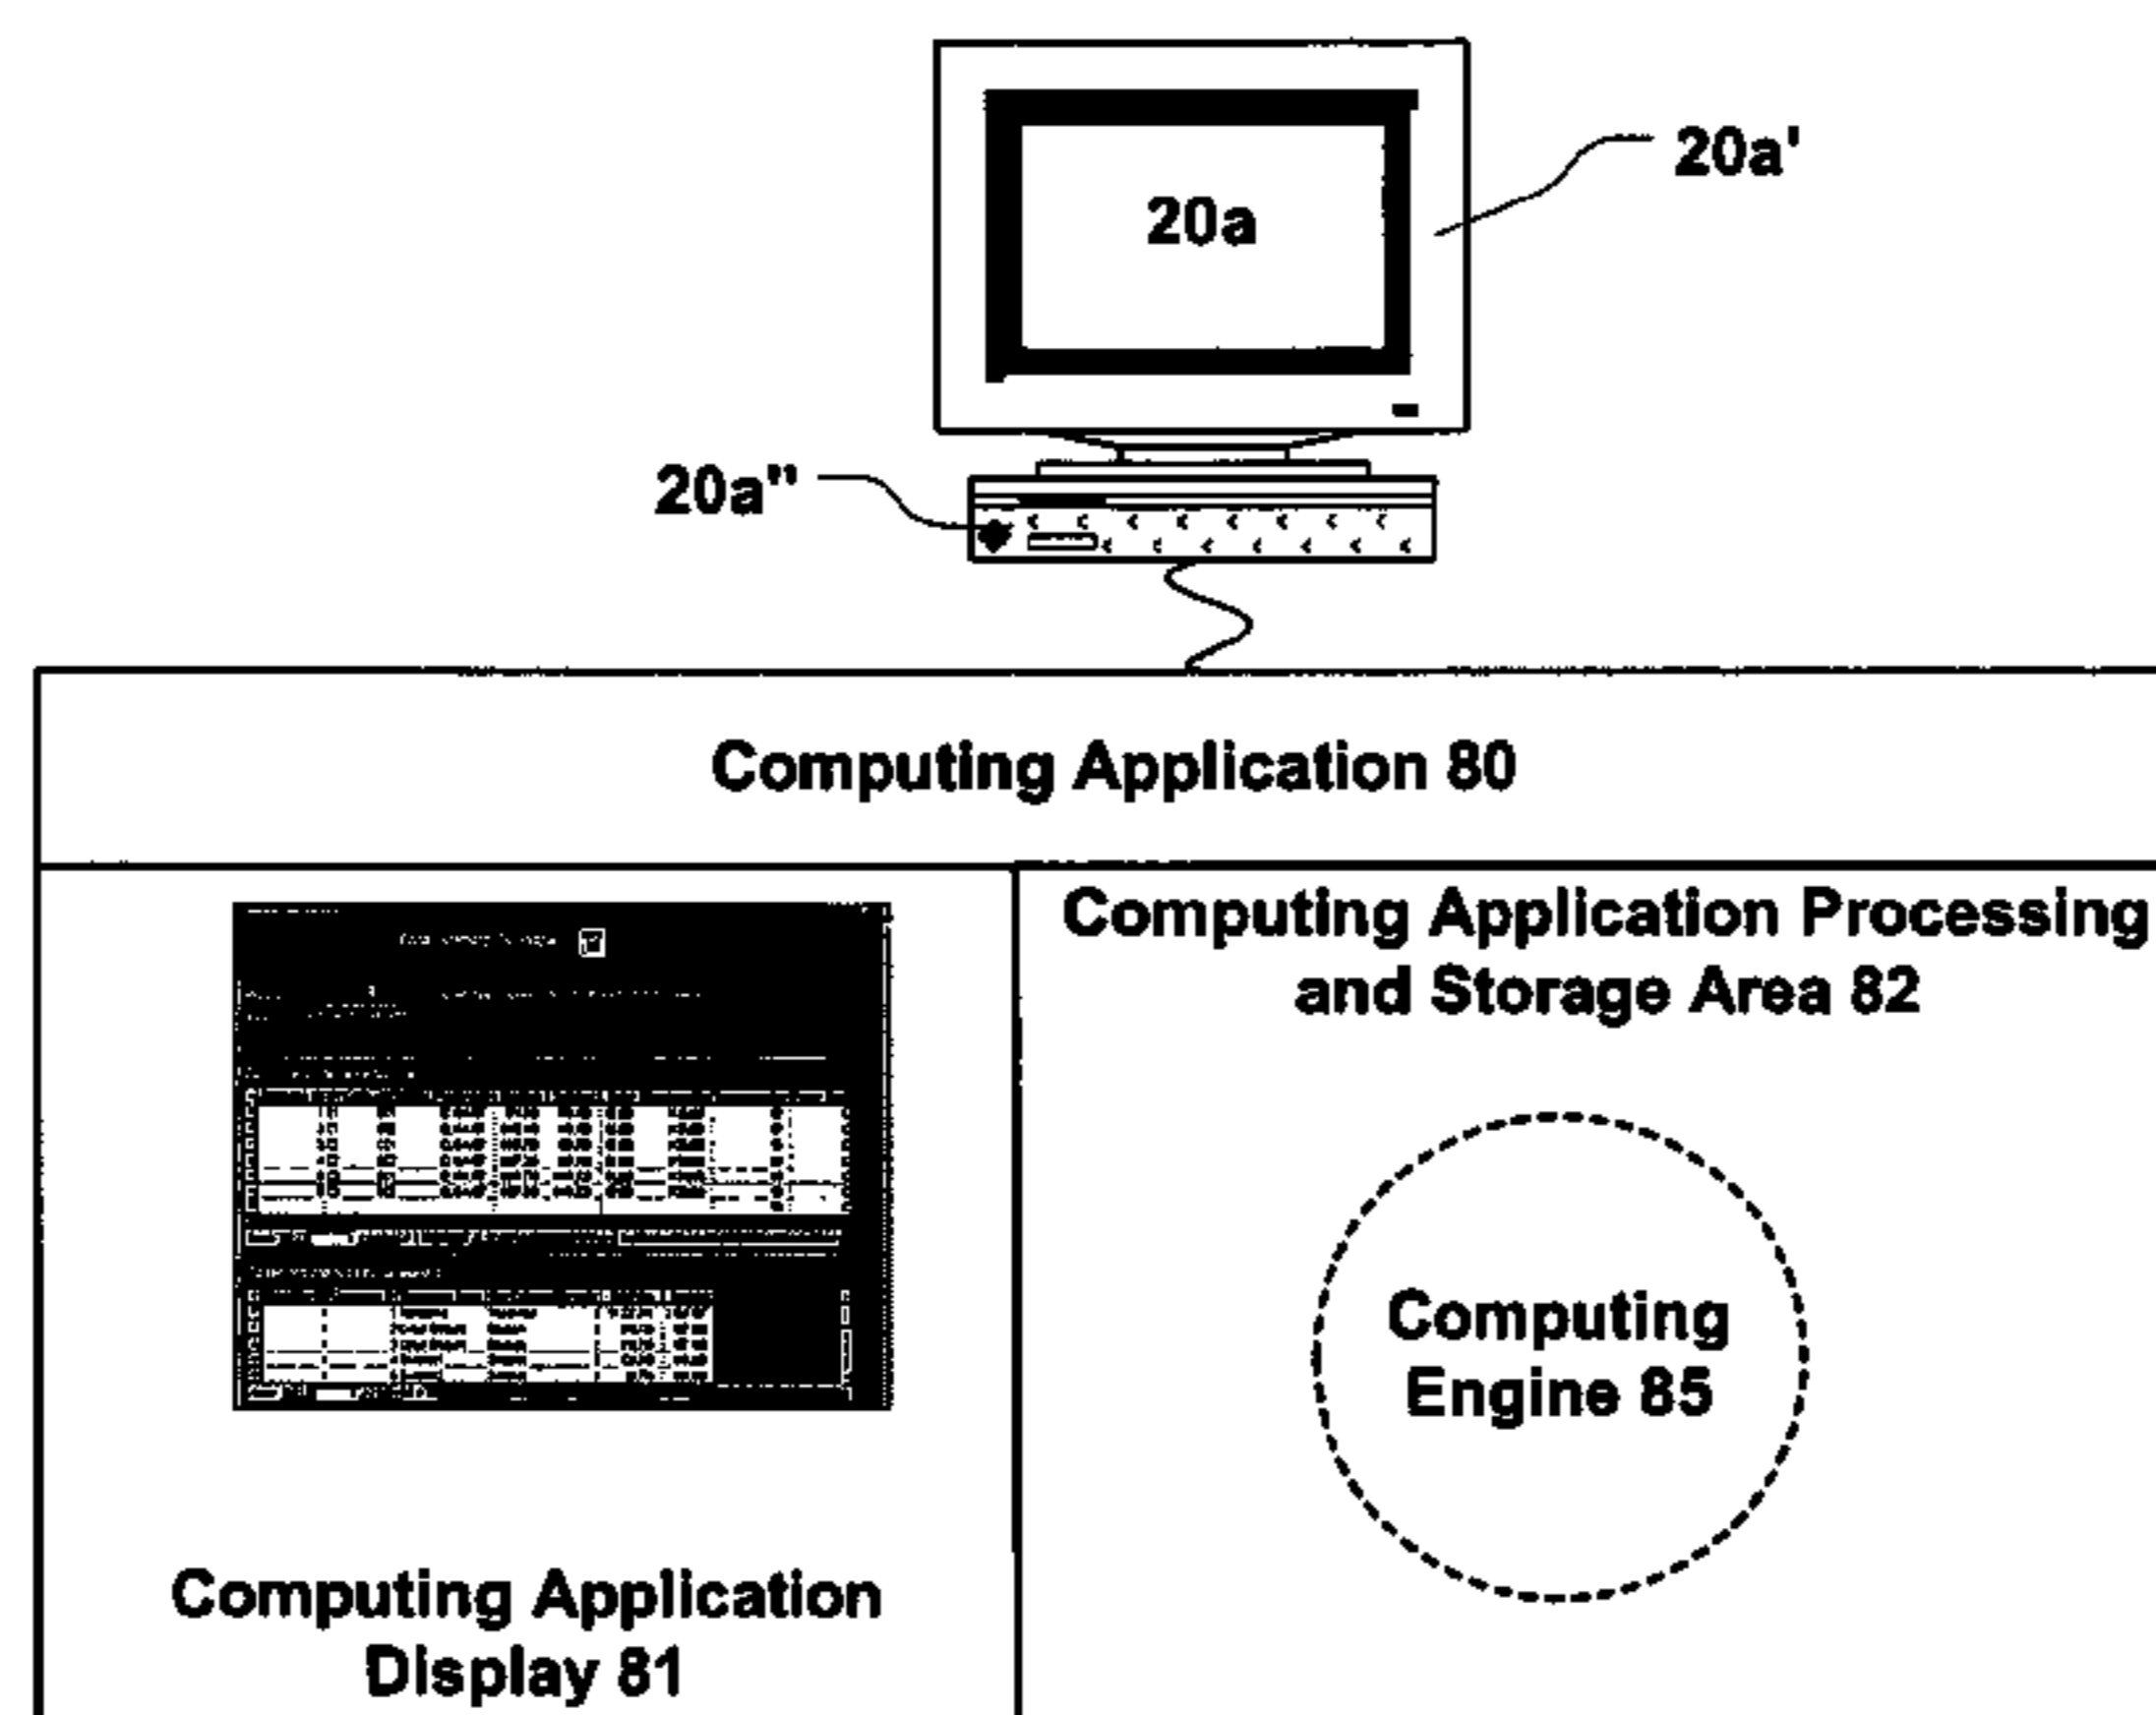 20a'
20a
20a"
Computing Application 80
Computing Application Processing
and Storage Area 82
Computing
Engine 85
Computing Application
Display 81